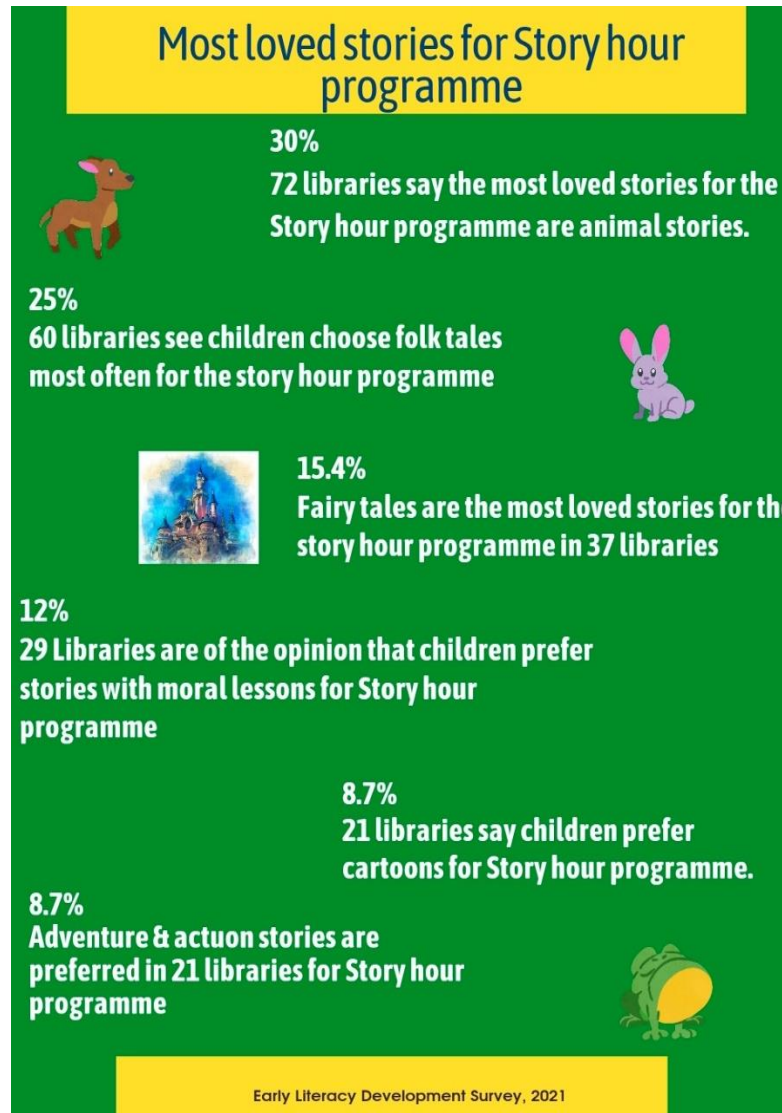 Most loved stories for Story hour
programme
30%
72 libraries say the most loved stories for the
Story hour programme are animal stories.
25%
60 libraries see children choose folk tales
most often for the story hour programme
15.4%
Fairy tales are the most loved stories for the
story hour programme in 37 libraries
12%
29 Libraries are of the opinion that children prefer
stories with moral lessons for Story hour
programme
8.7%
21 libraries say children prefer
cartoons for Story hour programme.
8.7%
Adventure & actuon stories are
preferred in 21 libraries for Story hour
programme
Early Literacy Development Survey, 2021